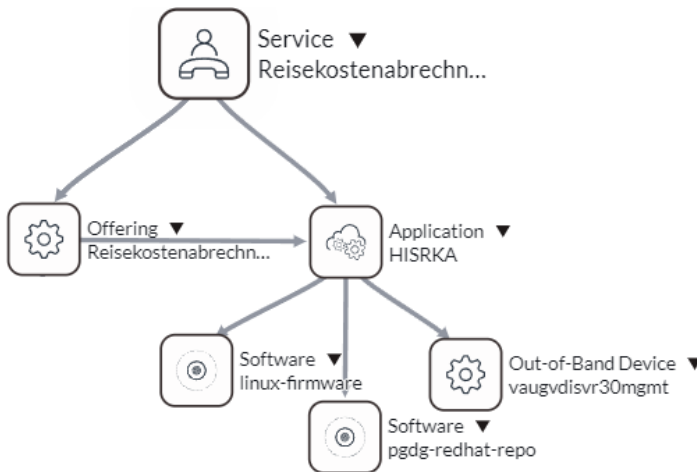 Service ▼
Reisekostenabrechn...
Offering ▼
Reisekostenabrechn...
Application ▼
HISRKA
Software ▼
linux-firmware
Out-of-Band Device ▼
vaugvdisvr30mgmt
Software ▼
pgdg-redhat-repo